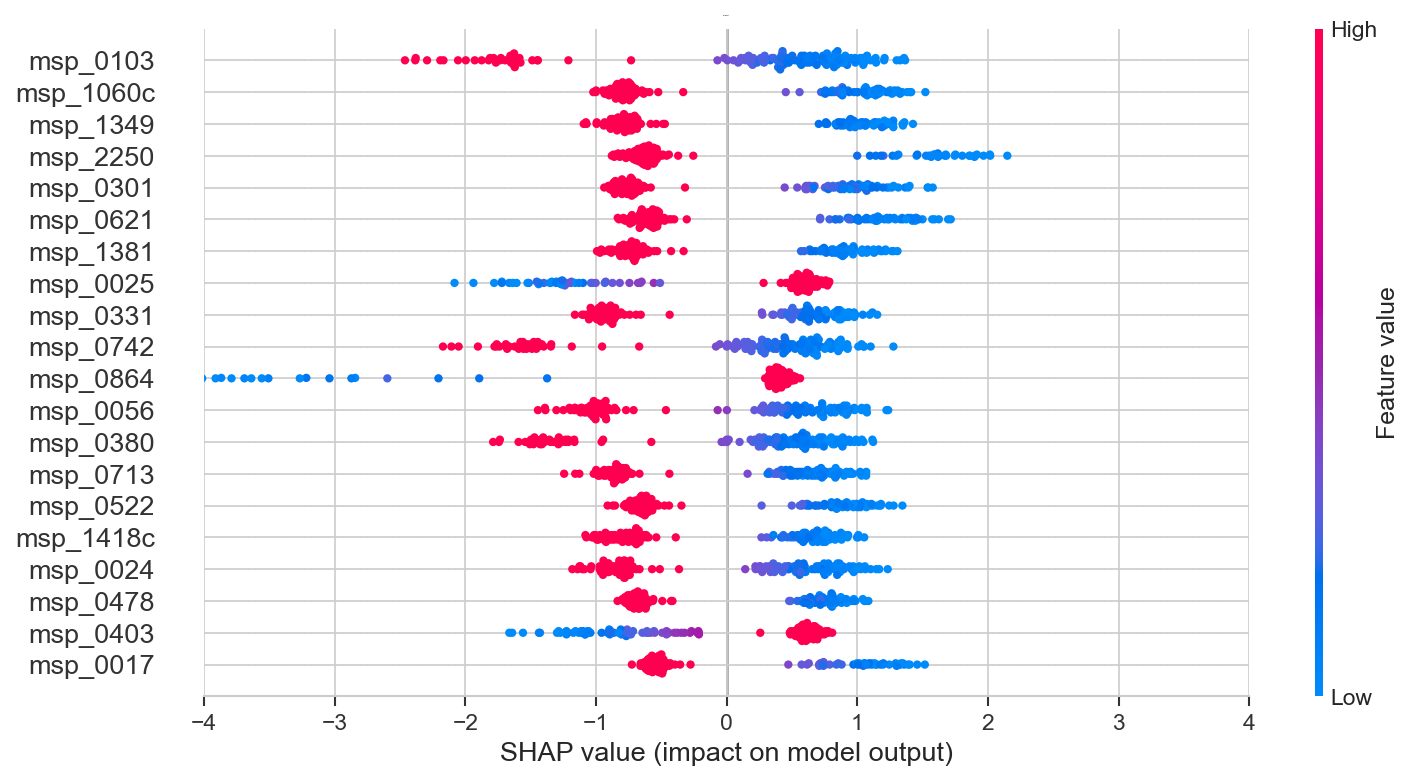 High
msp_0103
msp_1060c
msp_1349
msp_2250
msp_0301
msp_0621
msp_1381
msp_0025
msp_0331
msp_0742
msp_0864
msp_0056
msp_0380
msp_0713
msp_0522
msp_1418c
msp_0024
msp_0478
msp_0403
msp_0017
Feature value
Low
−4 −3 −2 −1 0 1 2 3 4
SHAP value (impact on model output)